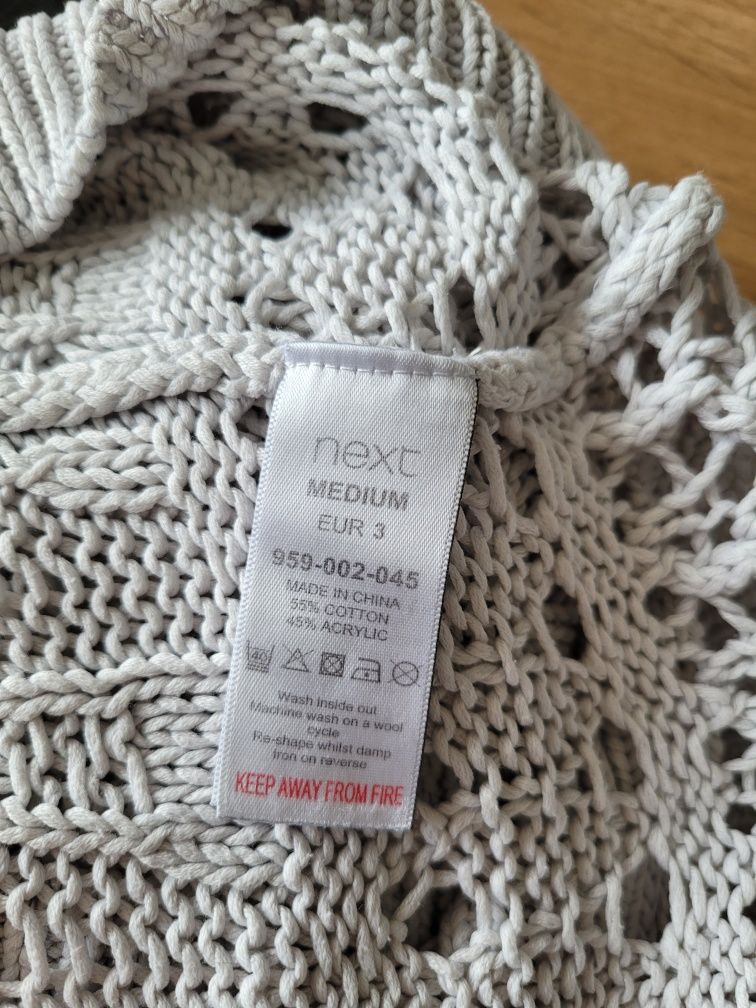 next
MEDIUM
EUR 3
959-002-045
MADE IN CHINA
55% COTTON
45% ACRYLIC
40
Wash inside out
Machine wash on a wool
cycle
Re-shape whilst damp
Iron on reverse
KEEP AWAY FROM FIRE